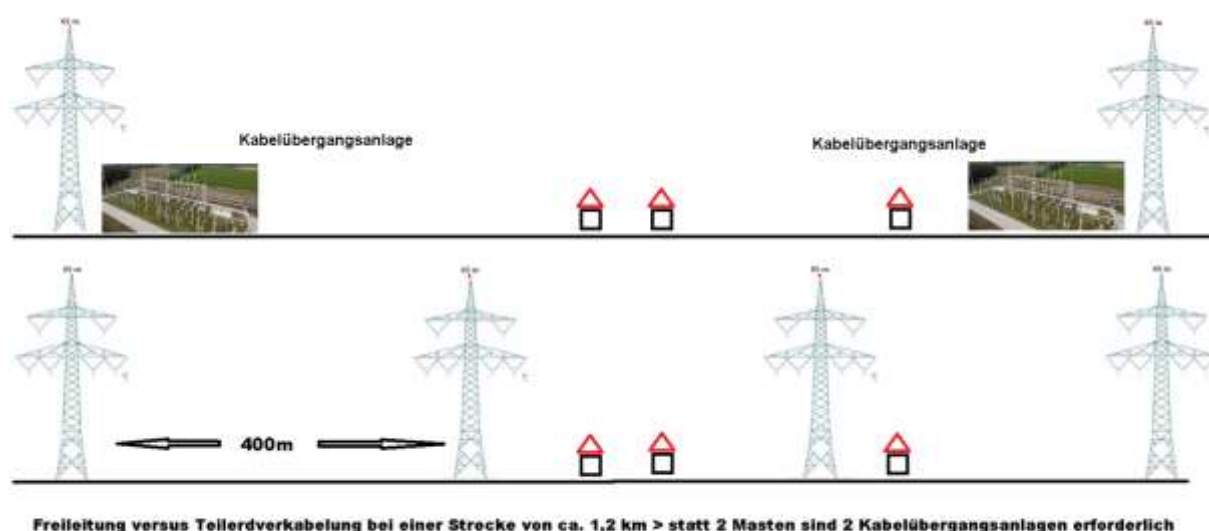 Kabelübergangsanlage
Kabelübergangsanlage
400m
Freileitung versus Teilerdverkabelung bei einer Strecke von ca. 1,2 km > statt 2 Masten sind 2 Kabelübergangsanlagen erforderlich